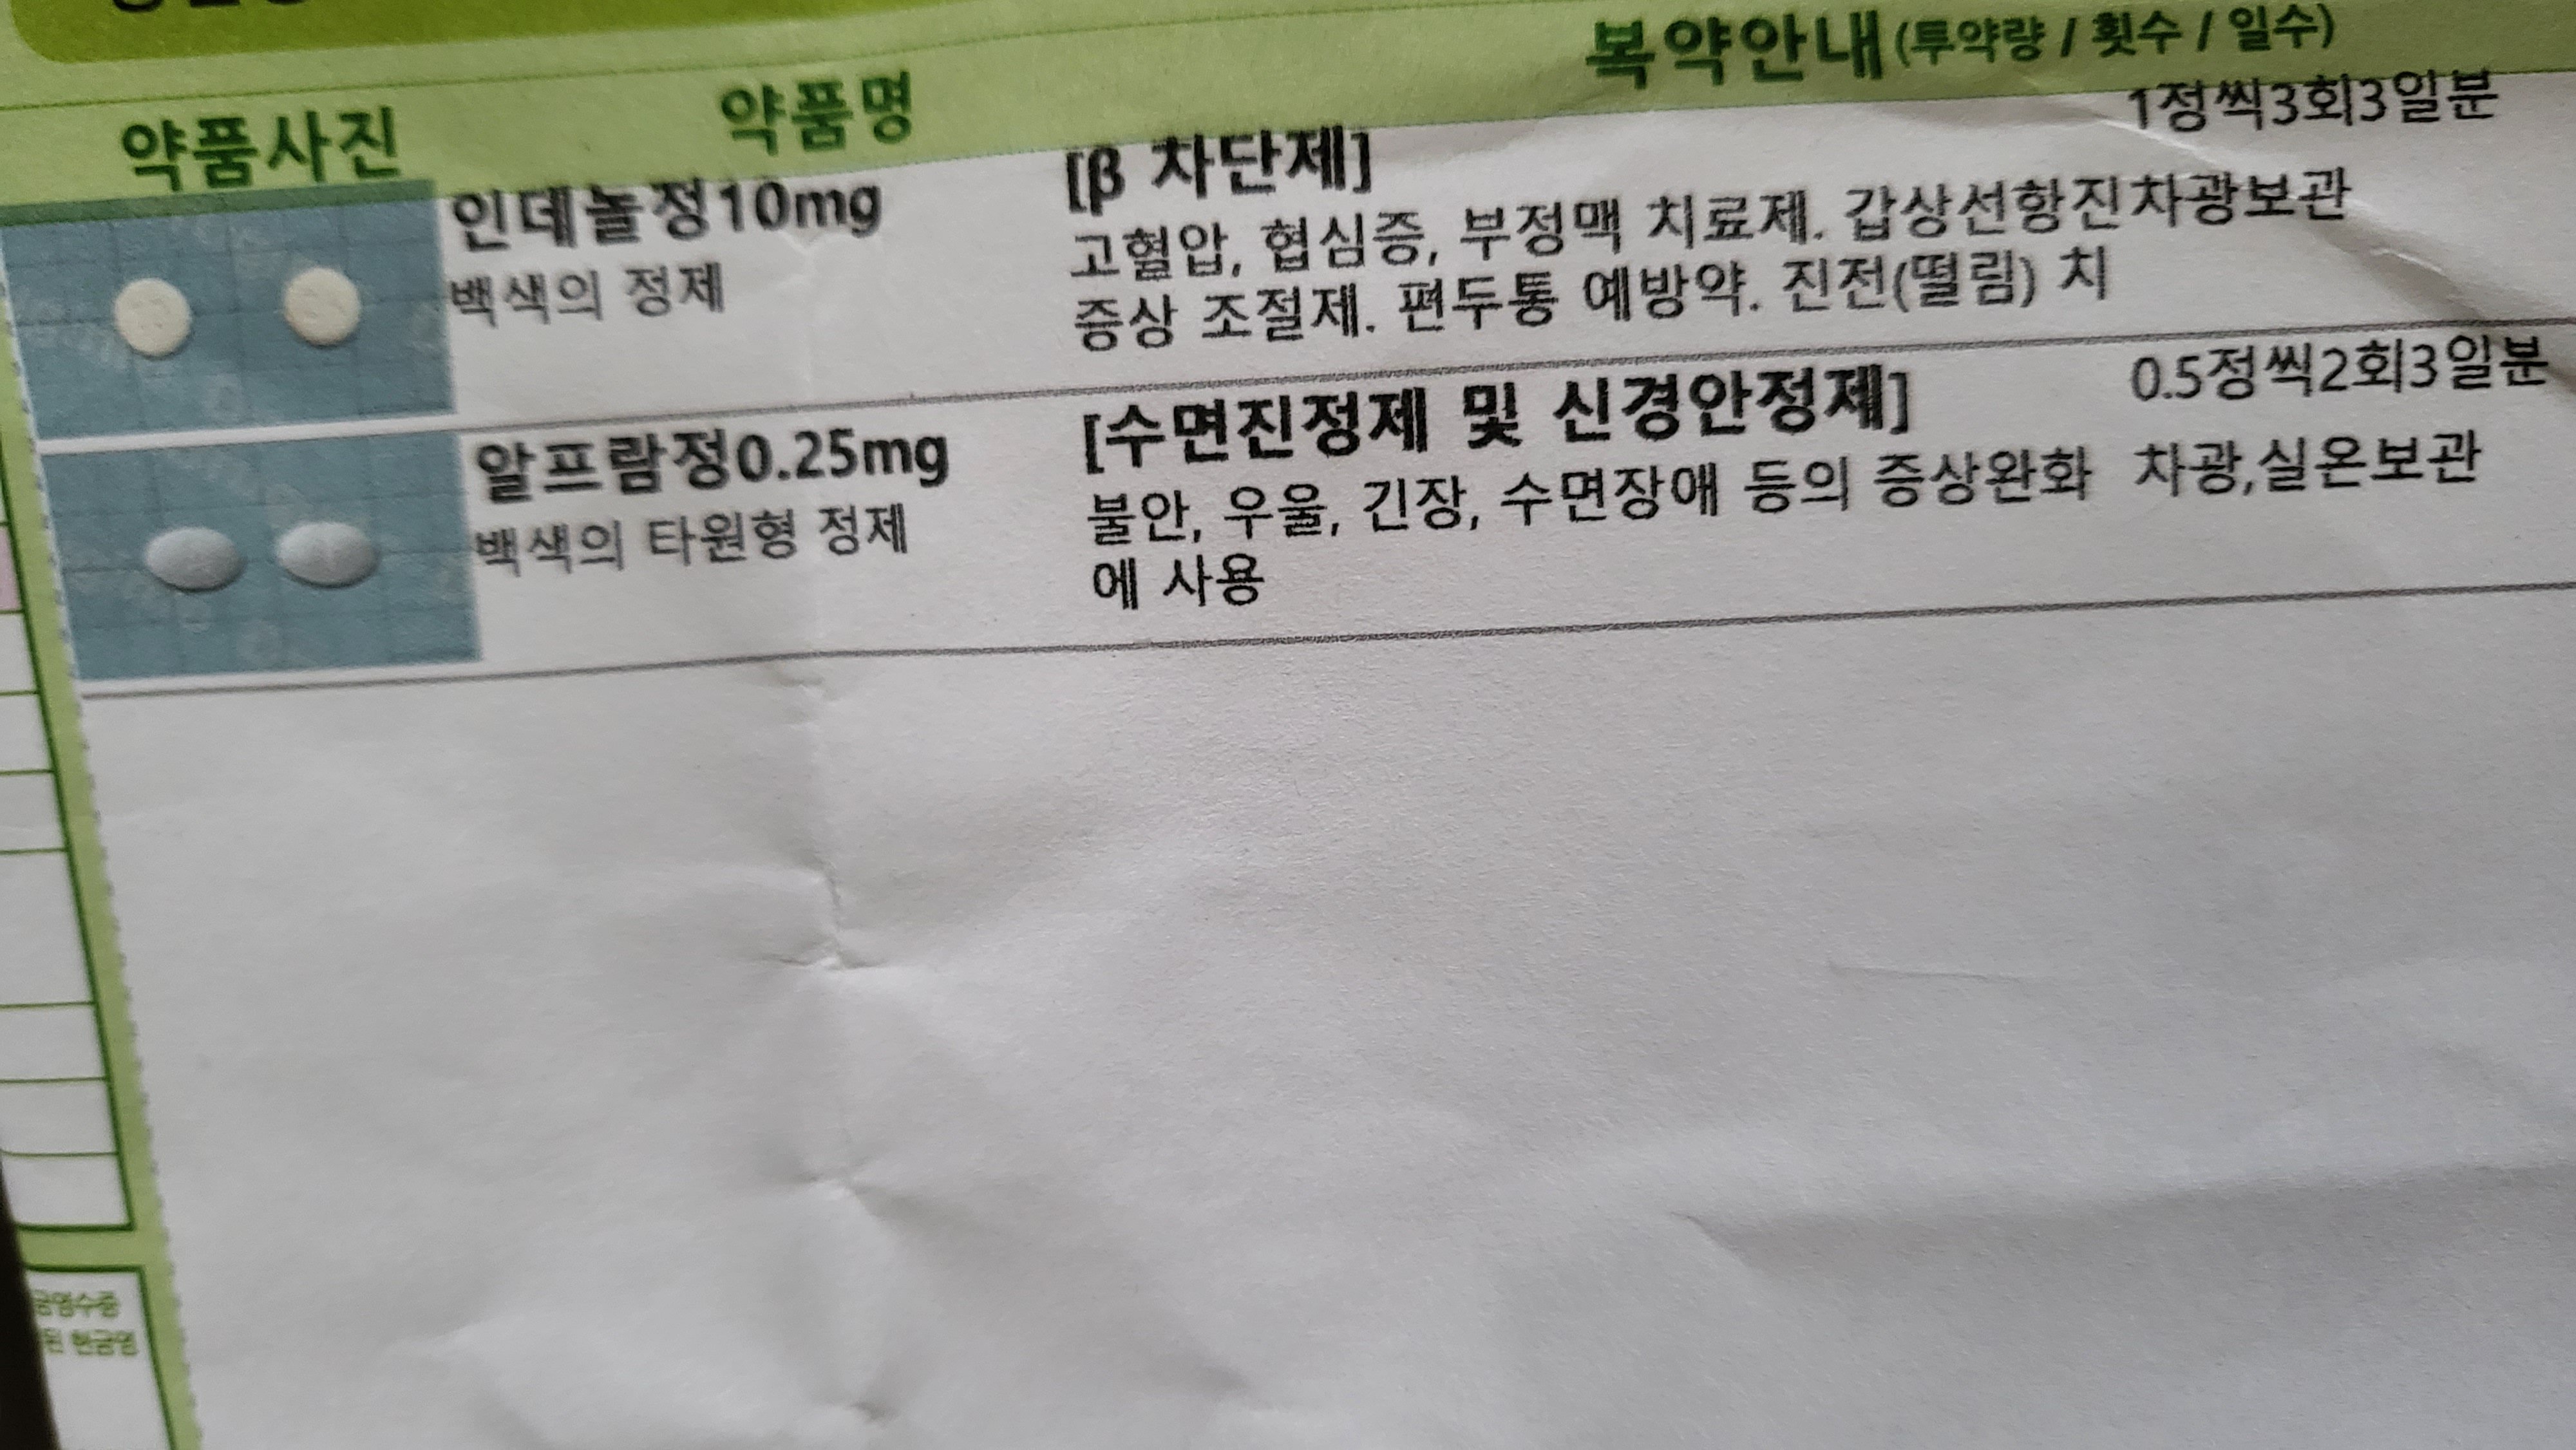 복약안내(투약량 / 횟수 / 일수)
약품사진 약품명
인데놀정10mg
백색의 정제
[β 차단제] 1정씩3회3일분
고혈압, 협심증, 부정맥 치료제. 갑상선항진차광보관
증상 조절제. 편두통 예방약. 진전(떨림) 치
알프람정0.25mg
백색의 타원형 정제
[수면진정제 및 신경안정제] 0.5정씩2회3일분
불안, 우울, 긴장, 수면장애 등의 증상완화 차광,실온보관
에 사용
된 현금영